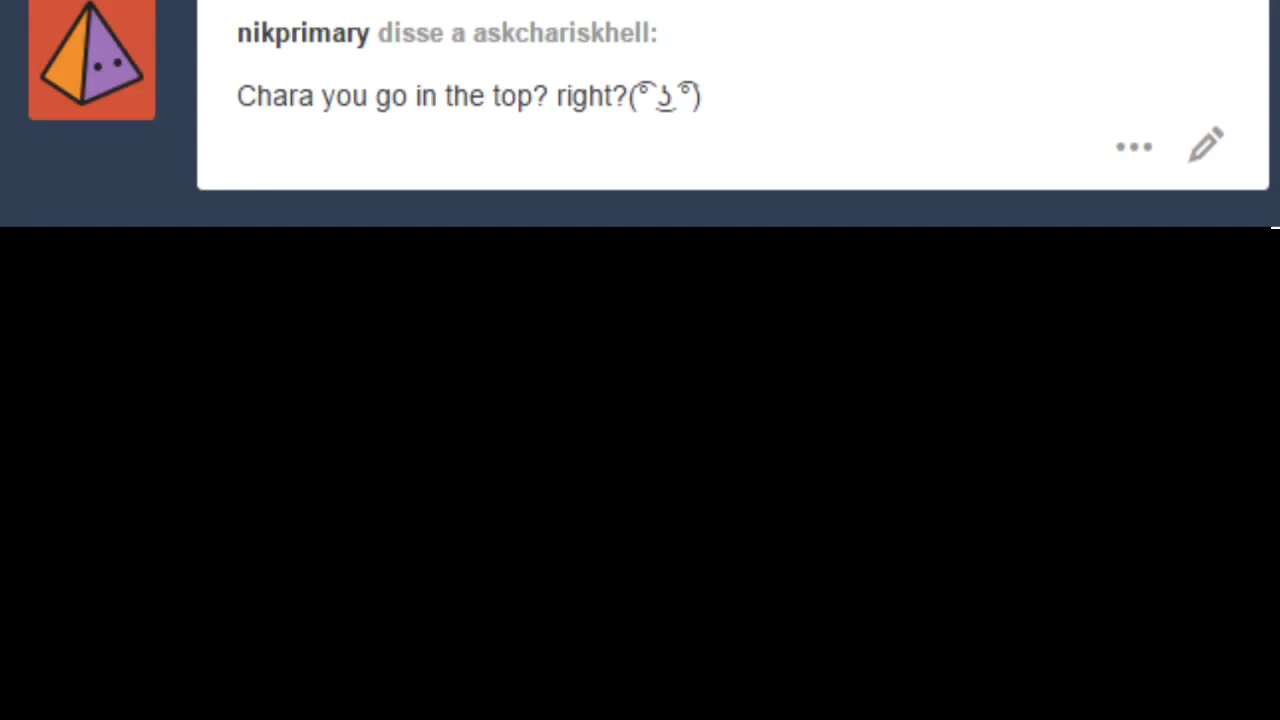 nikprimary disse a askchariskhell:
Chara you go in the top? right?( ͡° ͜ʖ ͡°)